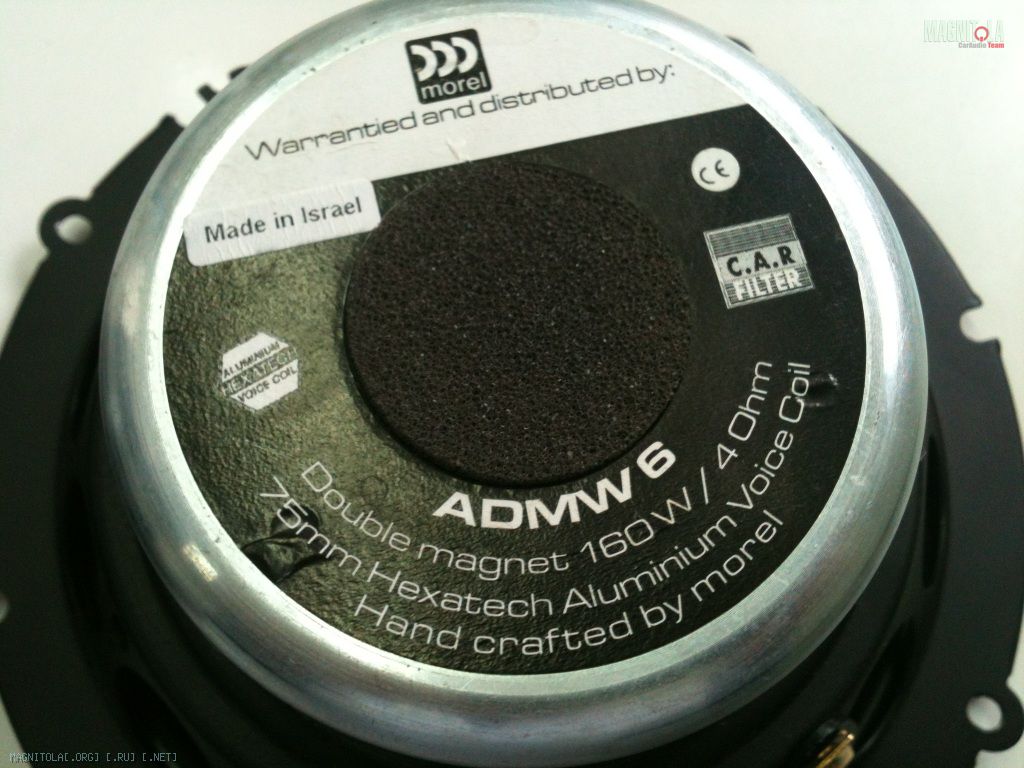 MAGNITOLA
CarAudio Team
morel
Warrantied and distributed by:
CE
Made in Israel
C.A.R
FILTER
ALUMINIUM
HEXATECH
VOICE COIL
ADMW 6
Double magnet 160 W / 4 Ohm
75mm Hexatech Aluminium Voice Coil
Hand crafted by morel
MAGNITOLA[.ORG] [.RU] [.NET]